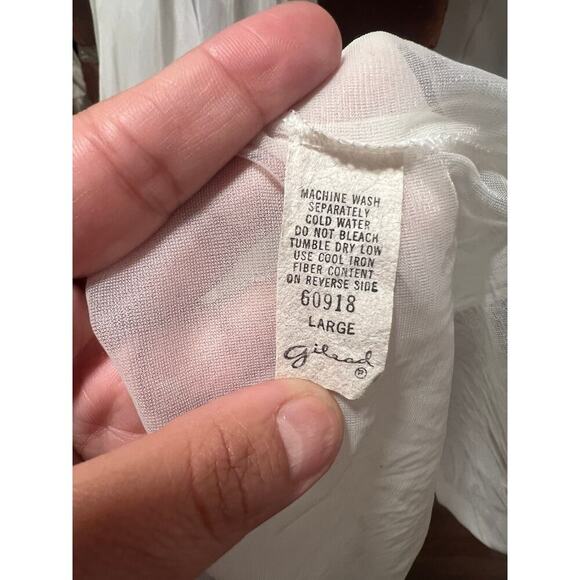 MACHINE WASH
SEPARATELY
COLD WATER
DO NOT BLEACH
TUMBLE DRY LOW
USE COOL IRON
FIBER CONTENT
ON REVERSE SIDE
60918
LARGE
gilead